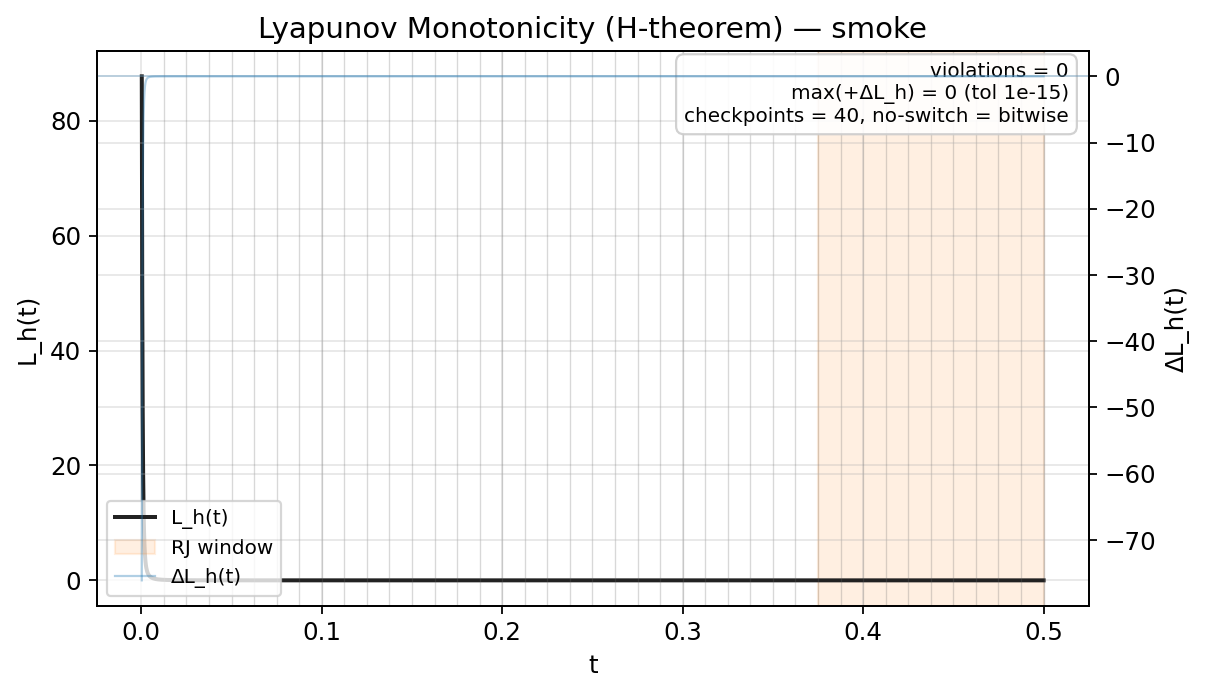 Lyapunov Monotonicity (H-theorem) — smoke
violations = 0
max(+ΔL_h) = 0 (tol 1e-15)
checkpoints = 40, no-switch = bitwise
L_h(t)
80
60
40
20
0
0
−10
−20
−30
−40
−50
−60
−70
ΔL_h(t)
L_h(t)
RJ window
ΔL_h(t)
0.0 0.1 0.2 0.3 0.4 0.5
t